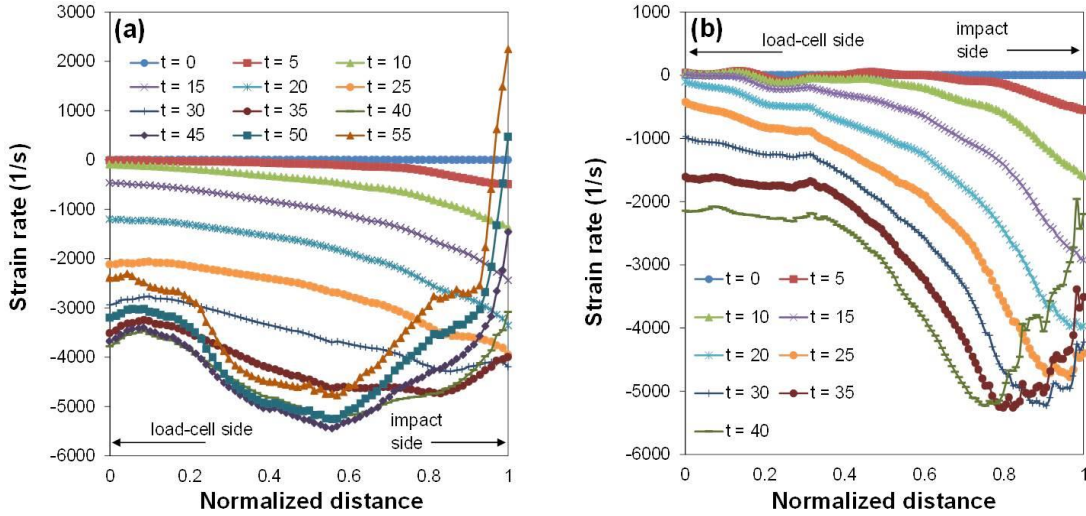 (a)
3000
2000
1000
0
-1000
-2000
-3000
-4000
-5000
-6000
Strain rate (1/s)
t = 0 t = 5 t = 10
t = 15 t = 20 t = 25
t = 30 t = 35 t = 40
t = 45 t = 50 t = 55
load-cell side
impact
side
0 0.2 0.4 0.6 0.8 1
Normalized distance
(b)
1000
0
-1000
-2000
-3000
-4000
-5000
-6000
Strain rate (1/s)
load-cell side
impact
side
t = 0 t = 5
t = 10 t = 15
t = 20 t = 25
t = 30 t = 35
t = 40
0 0.2 0.4 0.6 0.8 1
Normalized distance